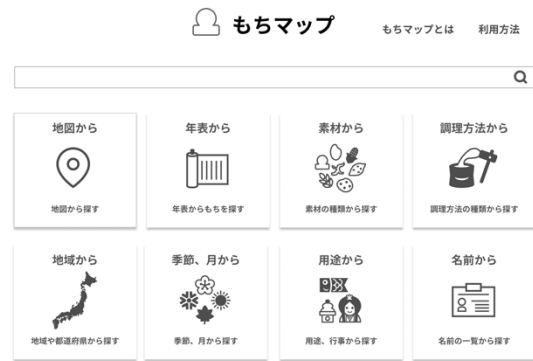 もちマップ
もちマップとは
利用方法
地図から
年表から
素材から
調理方法から
地図から探す
年表からもちを探す
素材の種類から探す
調理方法の種類から探す
地域から
季節、月から
用途から
名前から
地域や都道府県から探す
季節、月から探す
用途、行事から探す
名前の一覧から探す